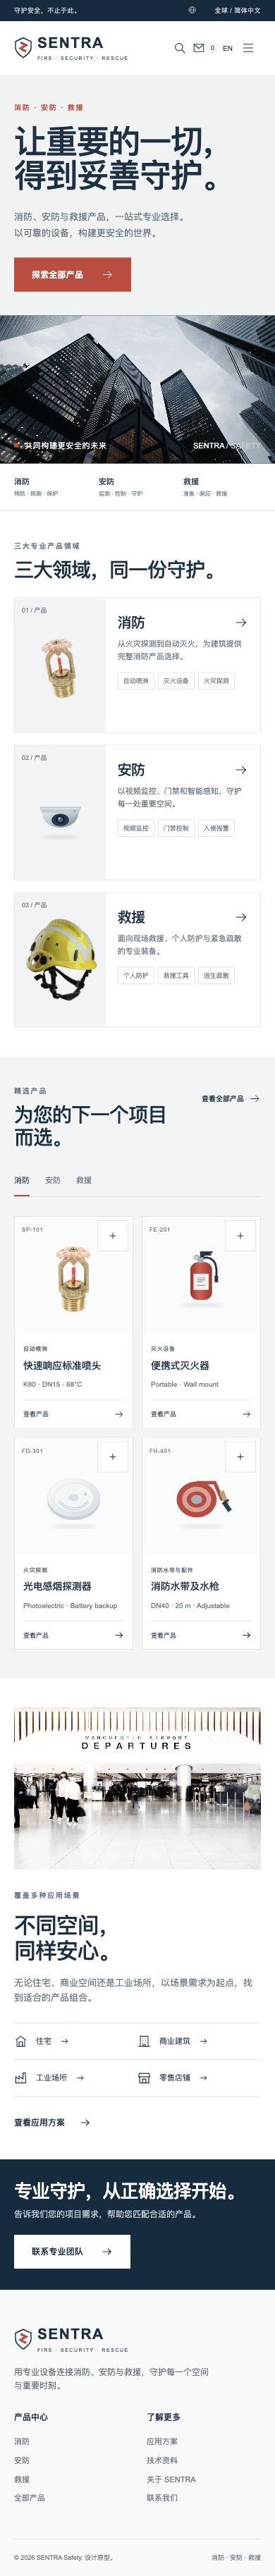 守护安全，不止于此。
全球 / 简体中文
SENTRA
FIRE · SECURITY · RESCUE
0
EN
消防 · 安防 · 救援
让重要的一切，
得到妥善守护。
消防、安防与救援产品，一站式专业选择。
以可靠的设备，构建更安全的世界。
探索全部产品
共同构建更安全的未来
SENTRA / SAFETY
消防
预防 · 探测 · 保护
安防
监测 · 控制 · 守护
救援
准备 · 响应 · 救援
三大专业产品领域
三大领域，同一份守护。
01 / 产品
消防
从火灾探测到自动灭火，为建筑提供
完整消防产品选择。
自动喷淋
灭火设备
火灾探测
02 / 产品
安防
以视频监控、门禁和智能感知，守护
每一处重要空间。
视频监控
门禁控制
入侵报警
03 / 产品
救援
面向现场救援、个人防护与紧急疏散
的专业装备。
个人防护
救援工具
逃生疏散
精选产品
为您的下一个项目
而选。
查看全部产品
消防
安防
救援
SP-101
自动喷淋
快速响应标准喷头
K80 · DN15 · 68°C
查看产品
FE-201
灭火设备
便携式灭火器
Portable · Wall mount
查看产品
FD-301
火灾探测
光电感烟探测器
Photoelectric · Battery backup
查看产品
FH-401
消防水带与配件
消防水带及水枪
DN40 · 20 m · Adjustable
查看产品
MANCHESTER AIRPORT
DEPARTURES
覆盖多种应用场景
不同空间，
同样安心。
无论住宅、商业空间还是工业场所，以场景需求为起点，找
到适合的产品组合。
住宅
商业建筑
工业场所
零售店铺
查看应用方案
专业守护，从正确选择开始。
告诉我们您的项目需求，帮助您匹配合适的产品。
联系专业团队
SENTRA
FIRE · SECURITY · RESCUE
用专业设备连接消防、安防与救援，守护每一个空间
与重要时刻。
产品中心
消防
安防
救援
全部产品
了解更多
应用方案
技术资料
关于 SENTRA
联系我们
© 2026 SENTRA Safety. 设计原型。
消防 · 安防 · 救援